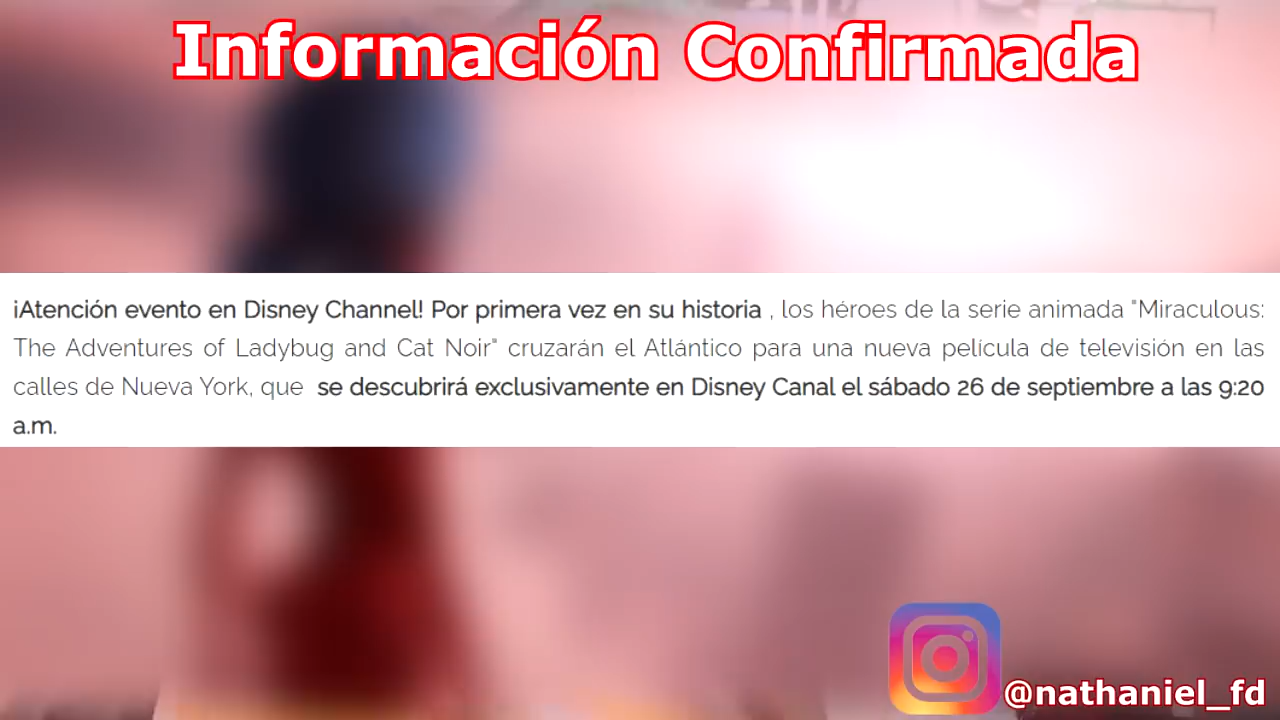 Información Confirmada
¡Atención evento en Disney Channel! Por primera vez en su historia , los héroes de la serie animada "Miraculous:
The Adventures of Ladybug and Cat Noir" cruzarán el Atlántico para una nueva película de televisión en las
calles de Nueva York, que se descubrirá exclusivamente en Disney Canal el sábado 26 de septiembre a las 9:20
a.m.
@nathaniel_fd